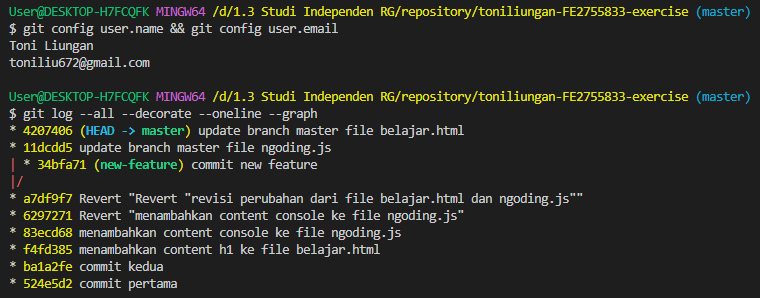 User@DESKTOP-H7FCQFK MINGW64 /d/1.3 Studi Independen RG/repository/toniliungan-FE2755833-exercise (master)
$ git config user.name && git config user.email
Toni Liungan
toniliu672@gmail.com
User@DESKTOP-H7FCQFK MINGW64 /d/1.3 Studi Independen RG/repository/toniliungan-FE2755833-exercise (master)
$ git log --all --decorate --oneline --graph
* 4207406 (HEAD -> master) update branch master file belajar.html
* 11dcdd5 update branch master file ngoding.js
| * 34bfa71 (new-feature) commit new feature
|/
* a7df9f7 Revert "Revert "revisi perubahan dari file belajar.html dan ngoding.js""
* 6297271 Revert "menambahkan content console ke file ngoding.js"
* 83ecd68 menambahkan content console ke file ngoding.js
* f4fd385 menambahkan content h1 ke file belajar.html
* ba1a2fe commit kedua
* 524e5d2 commit pertama